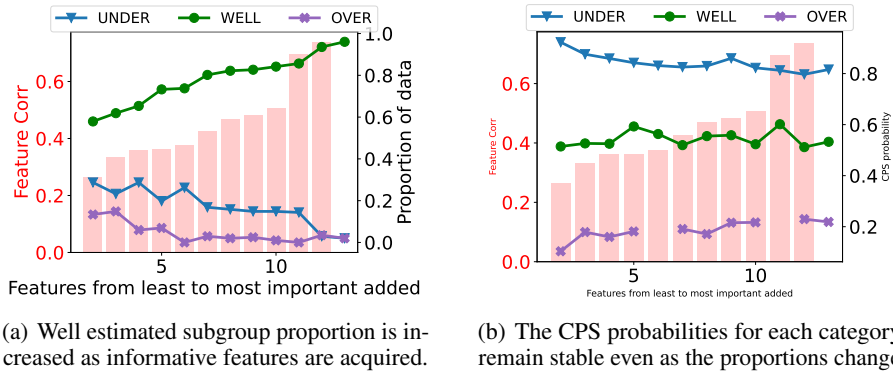 UNDER WELL OVER
Feature Corr
0.6
0.4
0.2
0.0
1.0
0.8
0.6
0.4
0.2
0.0
Proportion of data
5 10
Features from least to most important added
(a) Well estimated subgroup proportion is in-
creased as informative features are acquired.
UNDER WELL OVER
Feature Corr
0.6
0.4
0.2
0.0
0.8
0.6
0.4
0.2
CPS probability
5 10
Features from least to most important added
(b) The CPS probabilities for each category
remain stable even as the proportions change